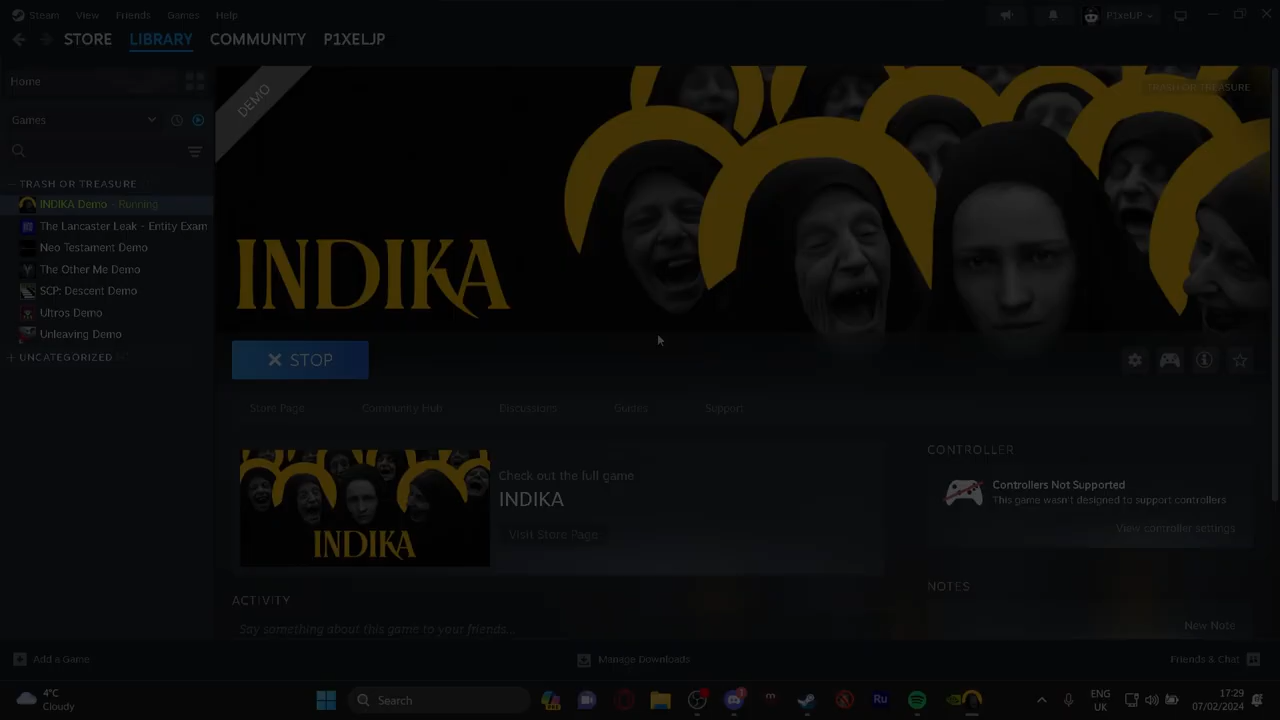 Steam View Friends Games Help
P1xelJP
STORE LIBRARY COMMUNITY P1XELJP
Home
DEMO
TRASH OR TREASURE
Games
TRASH OR TREASURE
INDIKA Demo - Running
The Lancaster Leak - Entity Exam
Neo Testament Demo
The Other Me Demo
SCP: Descent Demo
Ultros Demo
Unleaving Demo
UNCATEGORIZED
INDIKA
STOP
Store Page Community Hub Discussions Guides Support
Check out the full game
INDIKA
Visit Store Page
INDIKA
CONTROLLER
Controllers Not Supported
This game wasn't designed to support controllers
View controller settings
NOTES
New Note
ACTIVITY
Say something about this game to your friends...
Add a Game
Manage Downloads
Friends & Chat
4°C
Cloudy
Search
Ru
ENG
UK
17:29
07/02/2024